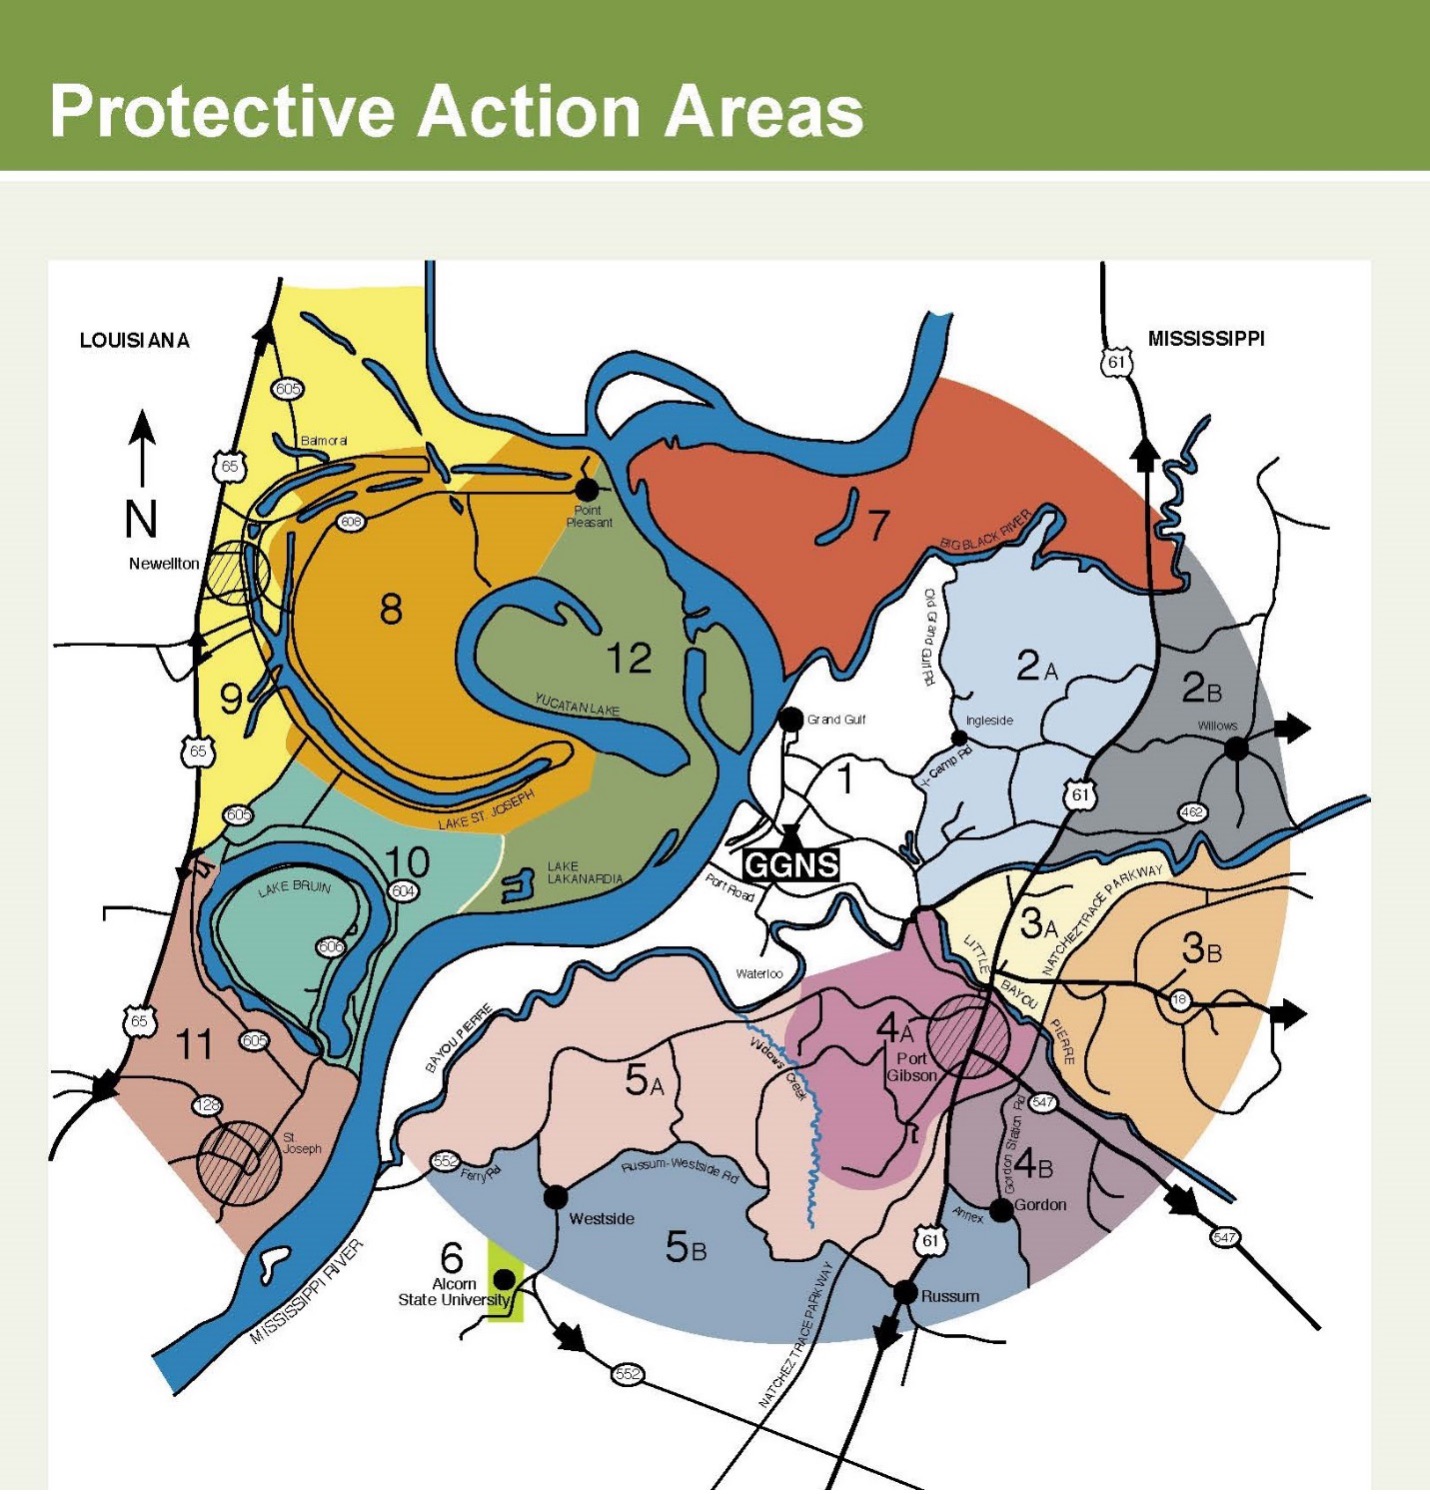 Protective Action Areas
LOUISIANA
MISSISSIPPI
61
605
Balmoral
65
N
608
Point
Pleasant
7
BIG BLACK RIVER
Newellton
8
Old Grand Gulf Rd
12
2A
2B
9
YUCATAN LAKE
Grand Gulf
Ingleside
Willows
65
Y-Camp Rd
1
61
462
605
LAKE ST. JOSEPH
10
GGNS
LAKE
LAKANARDIA
LAKE BRUIN
604
Port Road
NATCHEZ TRACE PARKWAY
3A
606
LITTLE
BAYOU
PIERRE
3B
Waterloo
18
65
11
605
BAYOU PIERRE
4A
Port
Gibson
Widows Creek
5A
128
547
St.
Joseph
552
Ferry Rd
Russum-Westside Rd
Gordon Station Rd
4B
Gordon
Annex
Westside
61
547
5B
6
Alcorn
State University
MISSISSIPPI RIVER
Russum
NATCHEZ TRACE PARKWAY
552